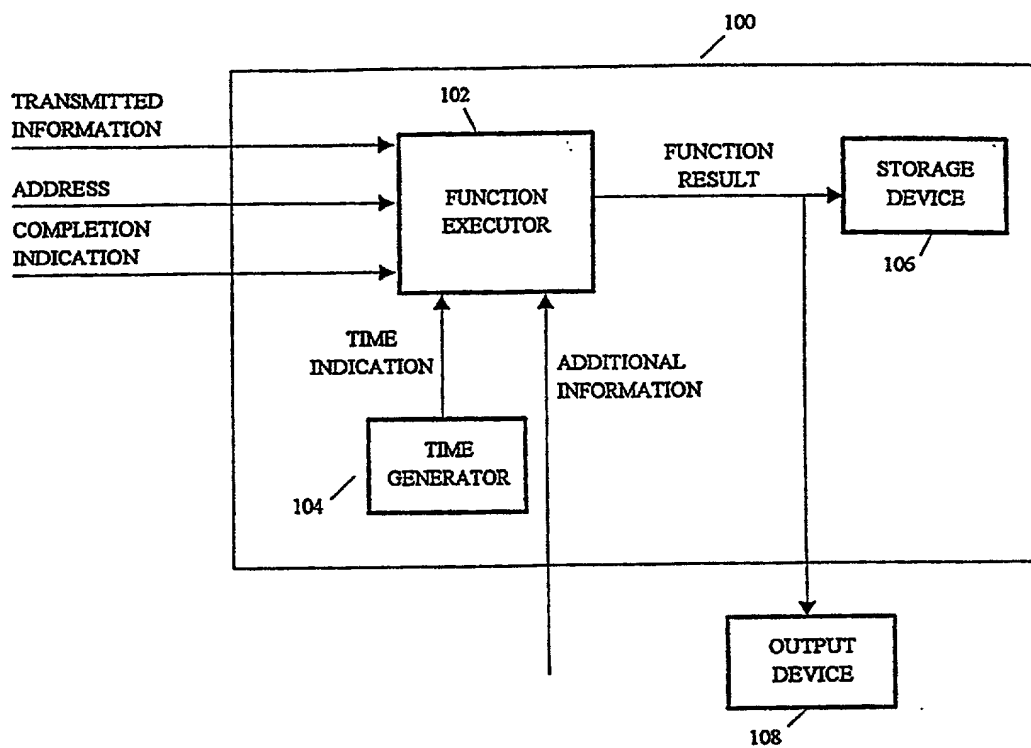 100
TRANSMITTED
INFORMATION
102
ADDRESS
FUNCTION
EXECUTOR
FUNCTION
RESULT
STORAGE
DEVICE
COMPLETION
INDICATION
106
TIME
INDICATION
ADDITIONAL
INFORMATION
TIME
GENERATOR
104
OUTPUT
DEVICE
108